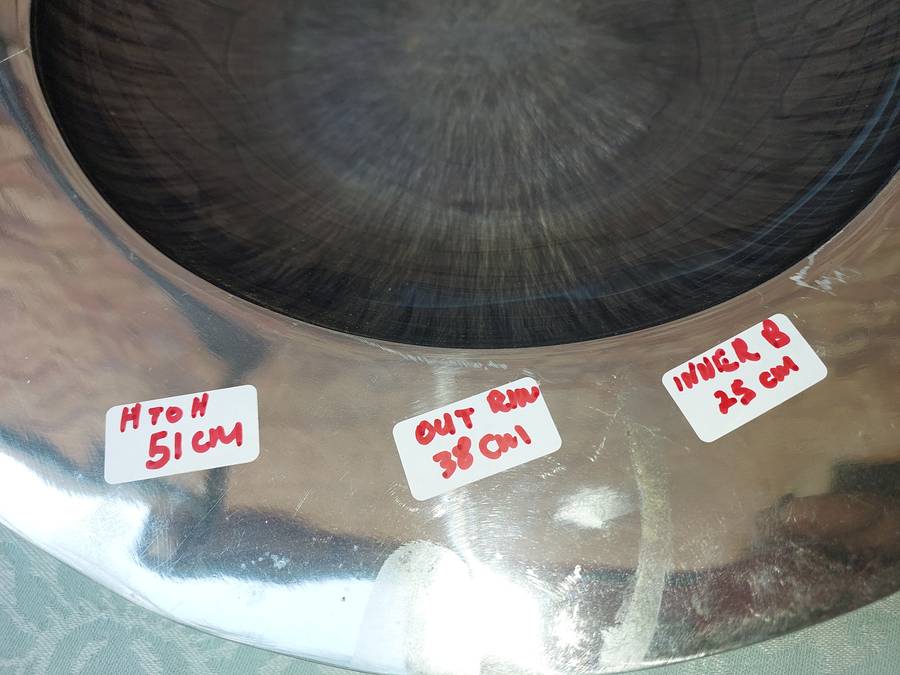 H TO H
51 CM
OUT RIM
38 CM
INNER B
25 CM